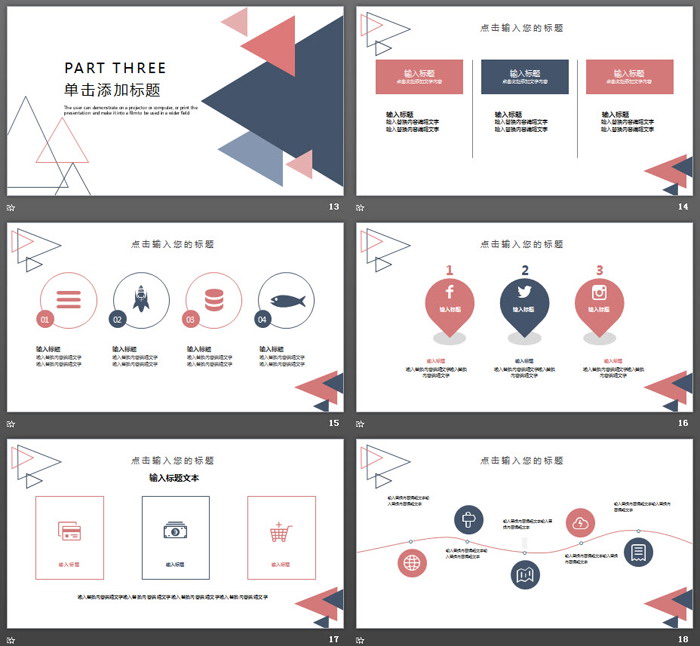 PART THREE
单击添加标题
The user can demonstrate on a projector or computer, or print the
presentation and make it into a film to be used in a wider field
13
点击输入您的标题
输入标题
点击此处添加文字内容
输入标题
点击此处添加文字内容
输入标题
点击此处添加文字内容
输入标题
输入替换内容编辑文字
输入替换内容编辑文字
输入标题
输入替换内容编辑文字
输入替换内容编辑文字
输入标题
输入替换内容编辑文字
输入替换内容编辑文字
14
点击输入您的标题
01
02
03
04
输入标题
输入替换内容编辑文字
输入替换内容编辑文字
输入标题
输入替换内容编辑文字
输入替换内容编辑文字
输入标题
输入替换内容编辑文字
输入替换内容编辑文字
输入标题
输入替换内容编辑文字
输入替换内容编辑文字
15
点击输入您的标题
1
2
3
输入标题
输入标题
输入标题
输入标题
输入替换内容编辑文字输入替换
内容编辑文字
输入标题
输入替换内容编辑文字输入替换
内容编辑文字
输入标题
输入替换内容编辑文字输入替换
内容编辑文字
16
点击输入您的标题
输入标题文本
输入标题
输入标题
输入标题
输入替换内容编辑文字输入替换内容编辑文字输入替换内容编辑文字输入替换内容编辑文字
17
点击输入您的标题
输入替换内容编辑文字输
入替换内容编辑文字
输入替换内容编辑文字输
入替换内容编辑文字
输入替换内容编辑文字输入替
换内容编辑文字
输入替换内容编辑文字输入替
换内容编辑文字
输入替换内容编辑文字输入替换内
容编辑文字
18